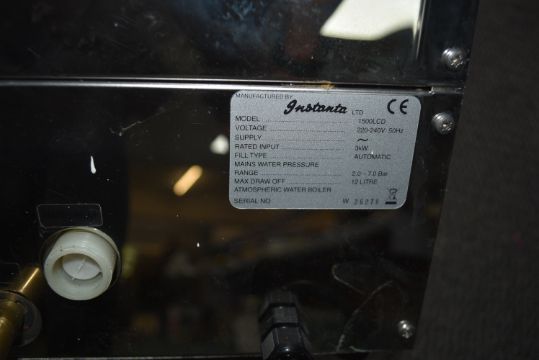 MANUFACTURED BY Instanta LTD CE
MODEL 1500LCD
VOLTAGE 220-240V 50Hz
SUPPLY ~
RATED INPUT 3kW
FILL TYPE AUTOMATIC
MAINS WATER PRESSURE
RANGE 2.0 - 7.0 Bar
MAX DRAW OFF 12 LITRE
ATMOSPHERIC WATER BOILER
SERIAL NO W 26276